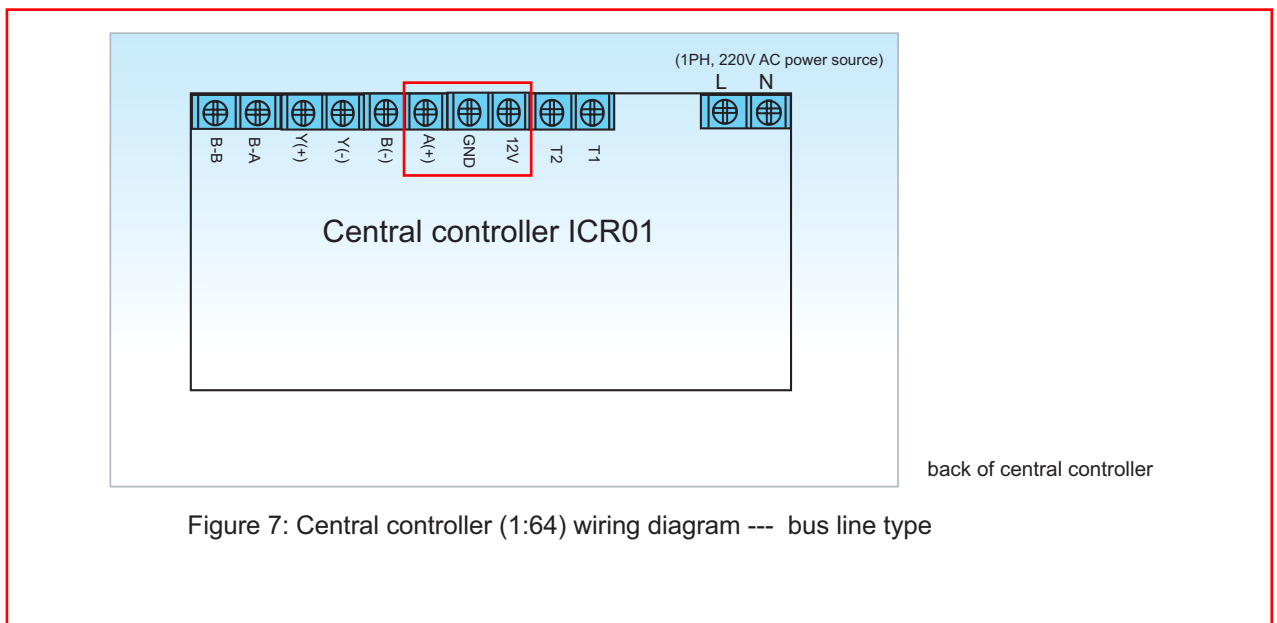 (1PH, 220V AC power source)
L N
B-B B-A Y(+) Y(-) B(-) A(+) GND 12V T2 T1
Central controller ICR01
back of central controller
Figure 7: Central controller (1:64) wiring diagram --- bus line type